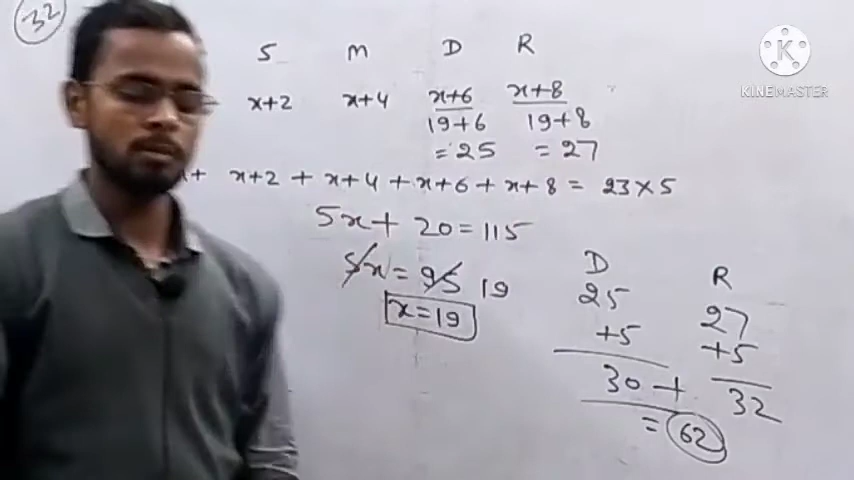 32
S M D R
x+2 x+4 x+6 x+8
19+6 19+8
=25 =27
+ x+2 + x+4 + x+6 + x+8 = 23×5
5x + 20 = 115
5x = 95 19
x=19
D R
25 27
+5 +5
30 + 32
= 62
KINEMASTER